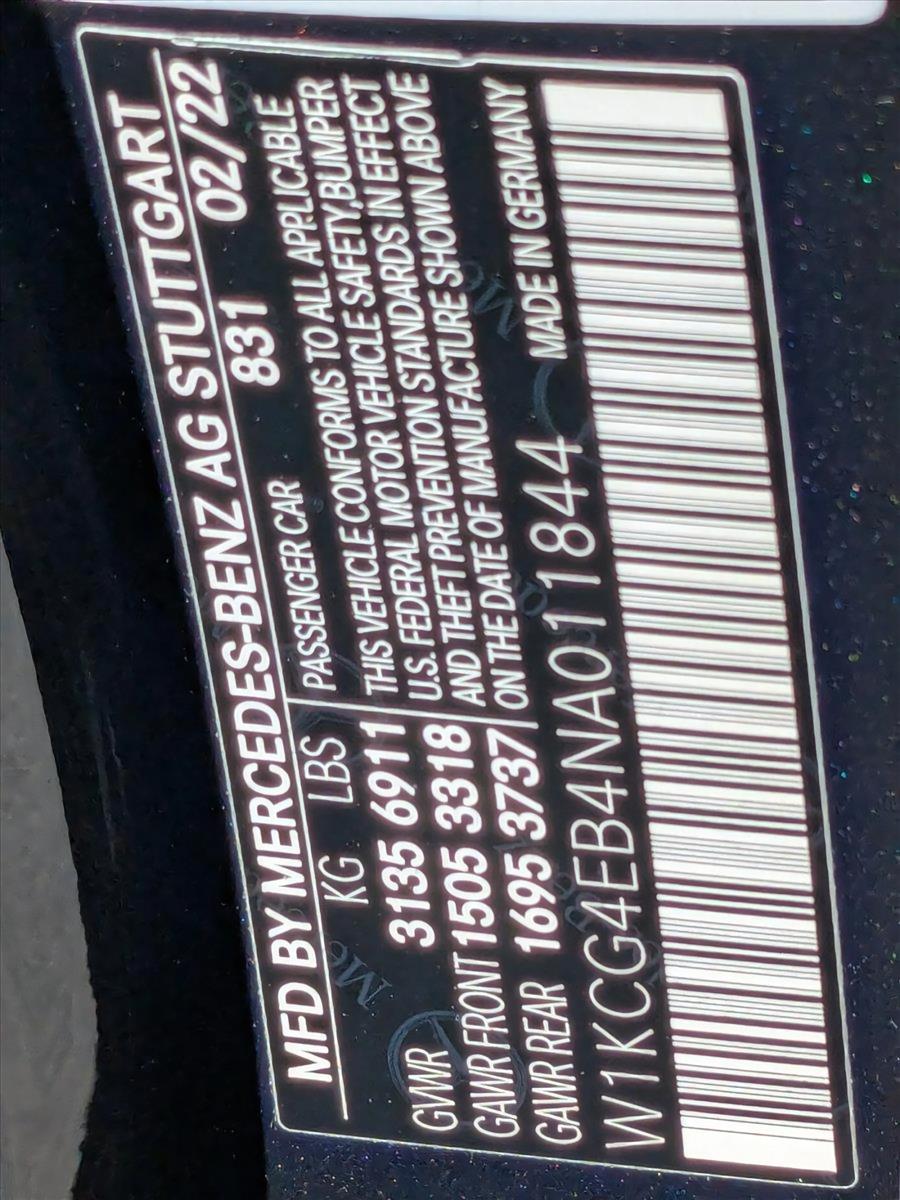 MFD BY MERCEDES-BENZ AG STUTTGART
831 02/22
KG LBS PASSENGER CAR
GVWR 3135 6911
GAWR FRONT 1505 3318
GAWR REAR 1695 3737
THIS VEHICLE CONFORMS TO ALL APPLICABLE
U.S. FEDERAL MOTOR VEHICLE SAFETY,BUMPER
AND THEFT PREVENTION STANDARDS IN EFFECT
ON THE DATE OF MANUFACTURE SHOWN ABOVE
W1KCG4EB4NA011844 MADE IN GERMANY